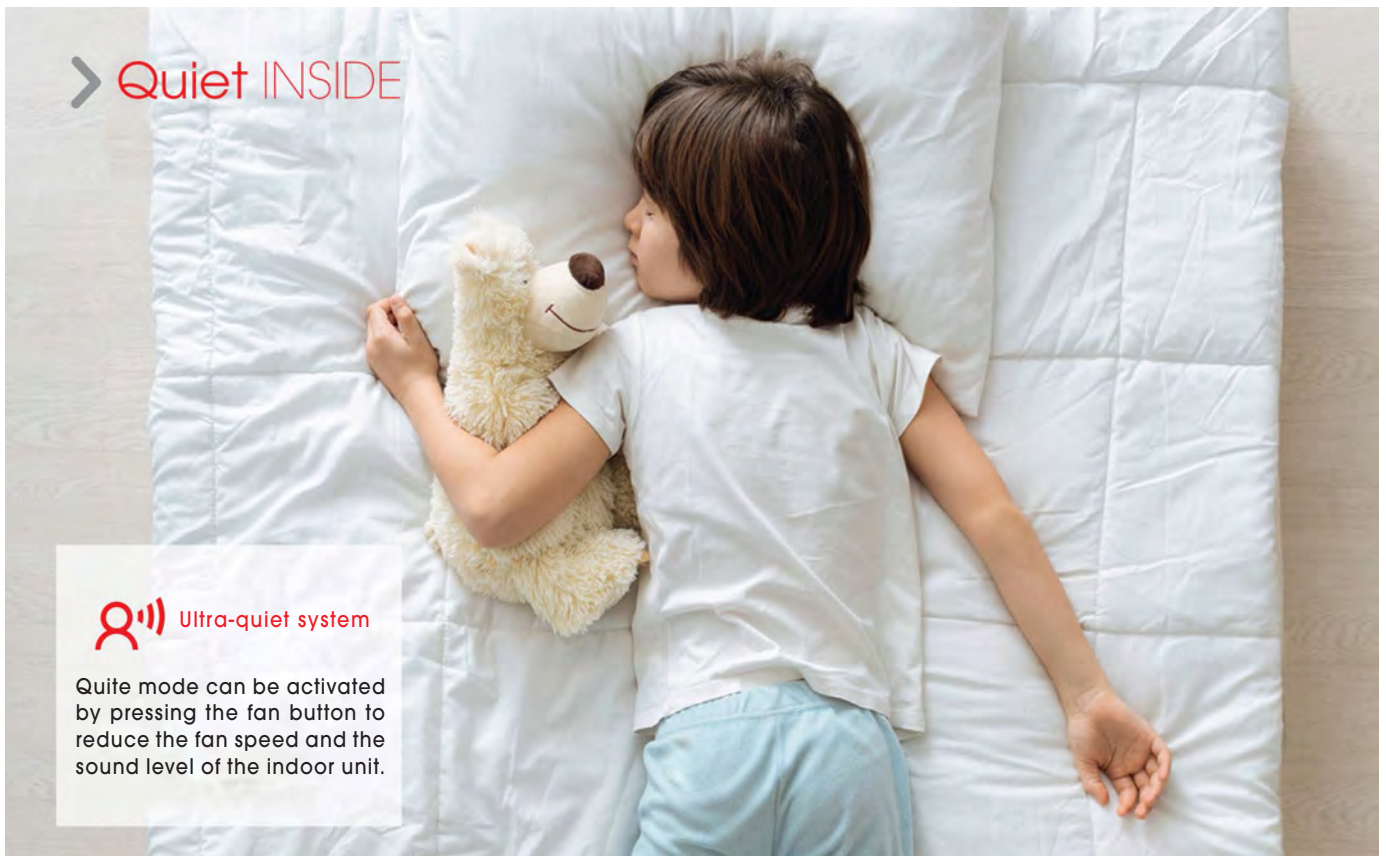 Quiet INSIDE
Ultra-quiet system
Quite mode can be activated
by pressing the fan button to
reduce the fan speed and the
sound level of the indoor unit.